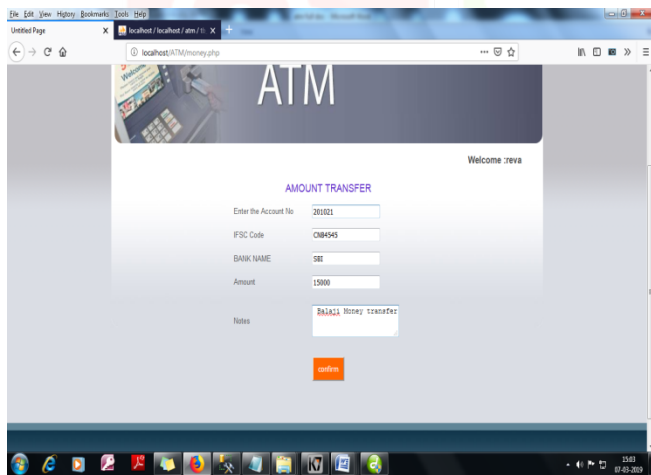 File Edit View History Bookmarks Tools Help
Untitled Page X localhost / localhost / atm / X +
localhost/ATM/money.php
Welcome
ATM
Welcome :reva
AMOUNT TRANSFER
Enter the Account No 201021
IFSC Code CNB4545
BANK NAME SBI
Amount 15000
Notes Balaji Money transfer
confirm
15:03
07-03-2019